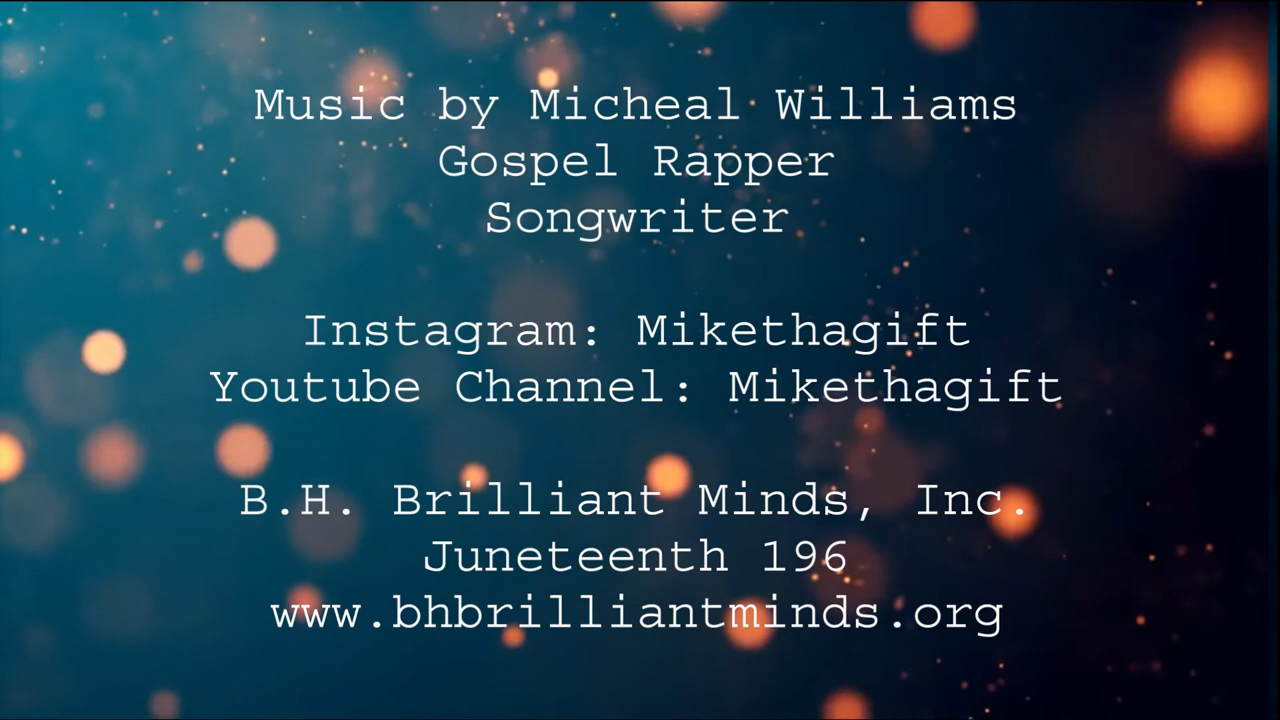 Music by Micheal Williams
Gospel Rapper
Songwriter
Instagram: Mikethagift
Youtube Channel: Mikethagift
B.H. Brilliant Minds, Inc.
Juneteenth 196
www.bhbrilliantminds.org